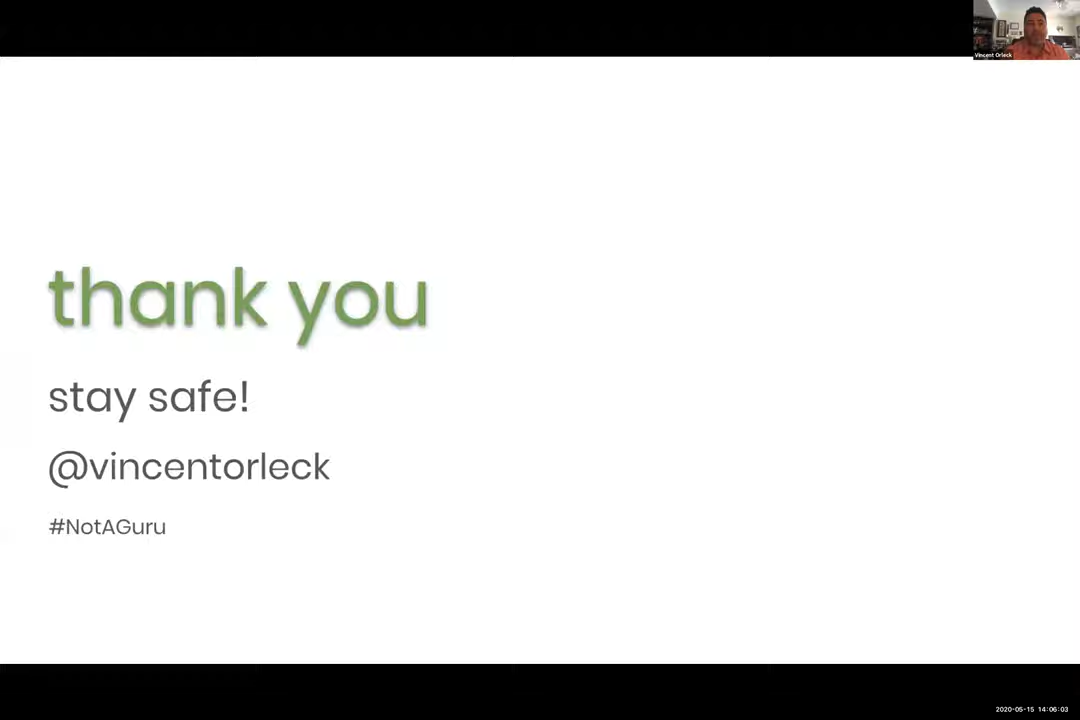 Vincent Orleck
thank you
stay safe!
@vincentorleck
#NotAGuru
2020-05-15 14:06:03